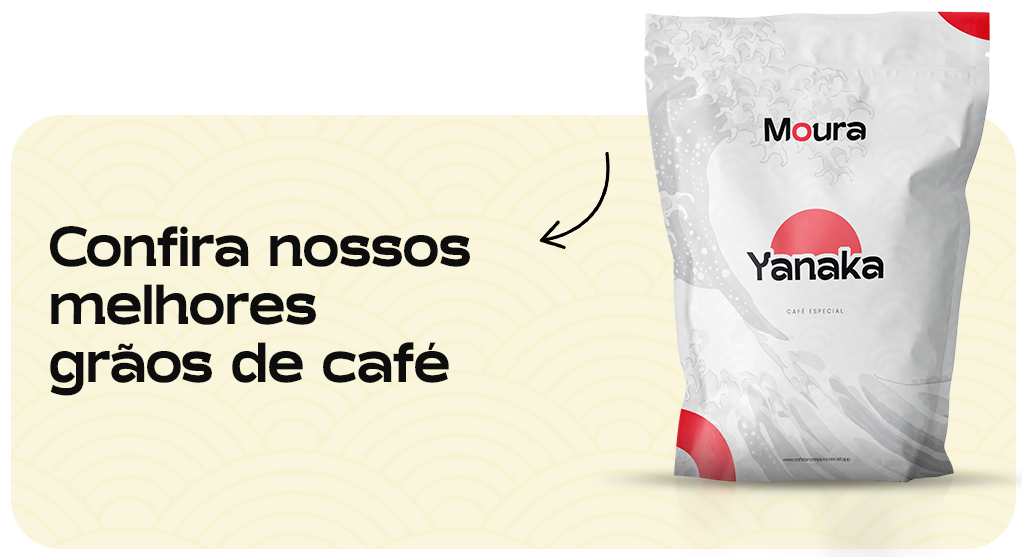 Confira nossos
melhores
grãos de café
Moura
Yanaka
CAFÉ ESPECIAL